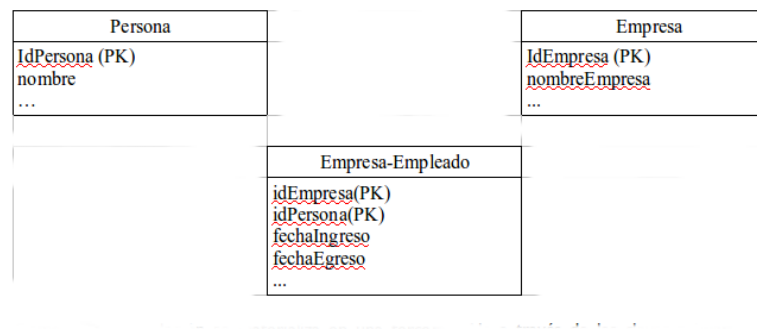 Persona
IdPersona (PK)
nombre
...
Empresa
IdEmpresa (PK)
nombreEmpresa
...
Empresa-Empleado
idEmpresa(PK)
idPersona(PK)
fechaIngreso
fechaEgreso
...